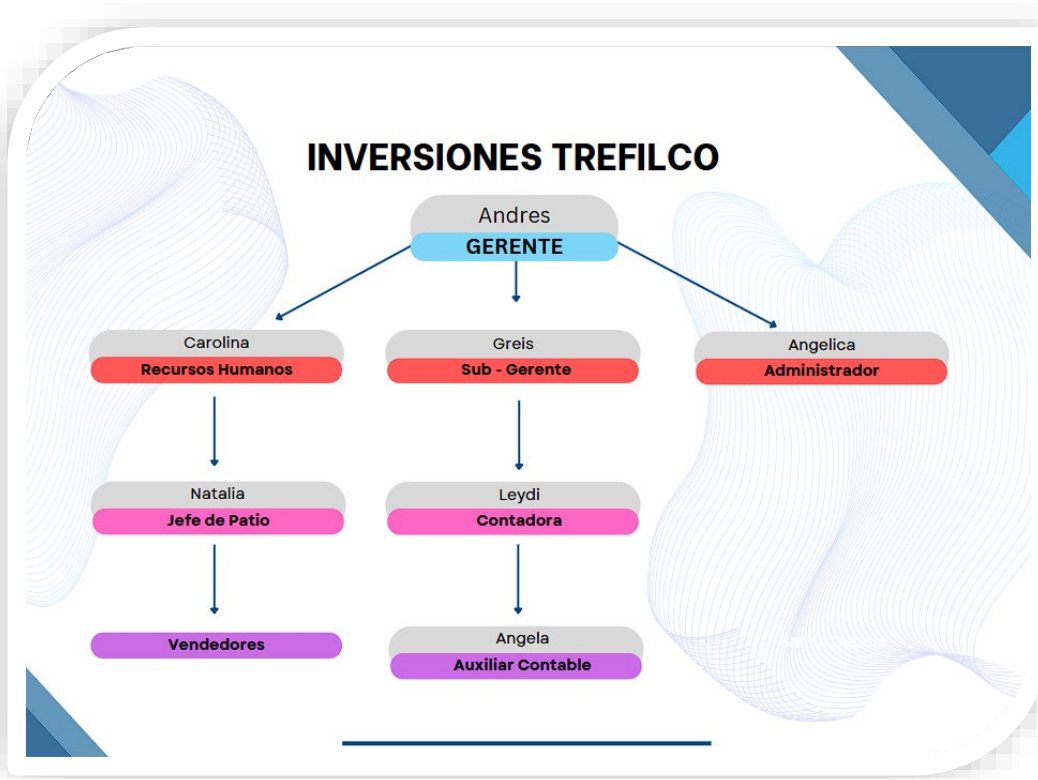 INVERSIONES TREFILCO
Andres
GERENTE
Carolina
Recursos Humanos
Greis
Sub - Gerente
Angelica
Administrador
Natalia
Jefe de Patio
Leydi
Contadora
Vendedores
Angela
Auxiliar Contable